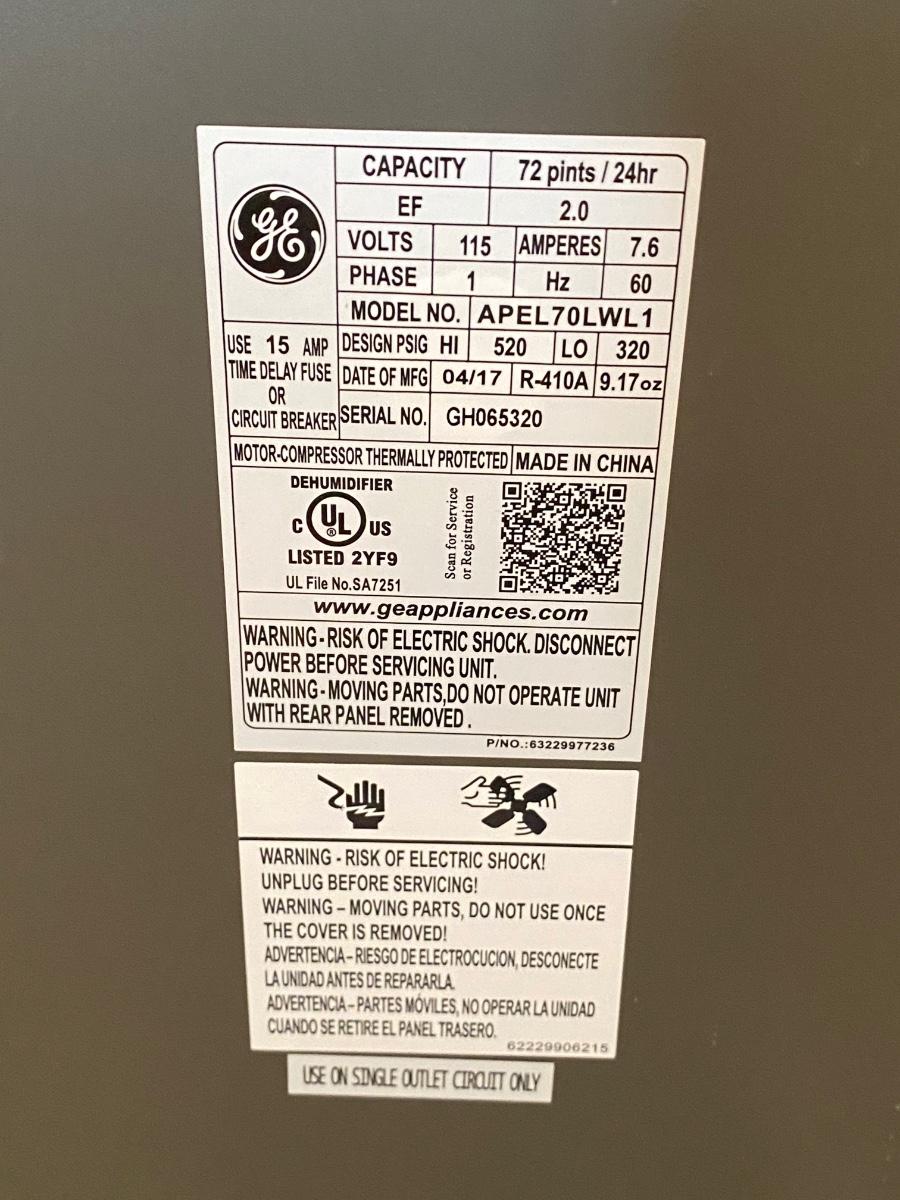 GE
CAPACITY 72 pints / 24hr
EF 2.0
VOLTS 115 AMPERES 7.6
PHASE 1 Hz 60
MODEL NO. APEL70LWL1
USE 15 AMP
TIME DELAY FUSE
OR
CIRCUIT BREAKER
DESIGN PSIG HI 520 LO 320
DATE OF MFG 04/17 R-410A 9.17oz
SERIAL NO. GH065320
MOTOR-COMPRESSOR THERMALLY PROTECTED MADE IN CHINA
DEHUMIDIFIER
C UL ® US
LISTED 2YF9
UL File No.SA7251
Scan for Service
or Registration
www.geappliances.com
WARNING-RISK OF ELECTRIC SHOCK. DISCONNECT
POWER BEFORE SERVICING UNIT.
WARNING-MOVING PARTS,DO NOT OPERATE UNIT
WITH REAR PANEL REMOVED .
P/NO.:63229977236
WARNING - RISK OF ELECTRIC SHOCK!
UNPLUG BEFORE SERVICING!
WARNING – MOVING PARTS, DO NOT USE ONCE
THE COVER IS REMOVED!
ADVERTENCIA – RIESGO DE ELECTROCUCION, DESCONECTE
LA UNIDAD ANTES DE REPARARLA.
ADVERTENCIA – PARTES MÓVILES, NO OPERAR LA UNIDAD
CUANDO SE RETIRE EL PANEL TRASERO.
62229906215
USE ON SINGLE OUTLET CIRCUIT ONLY